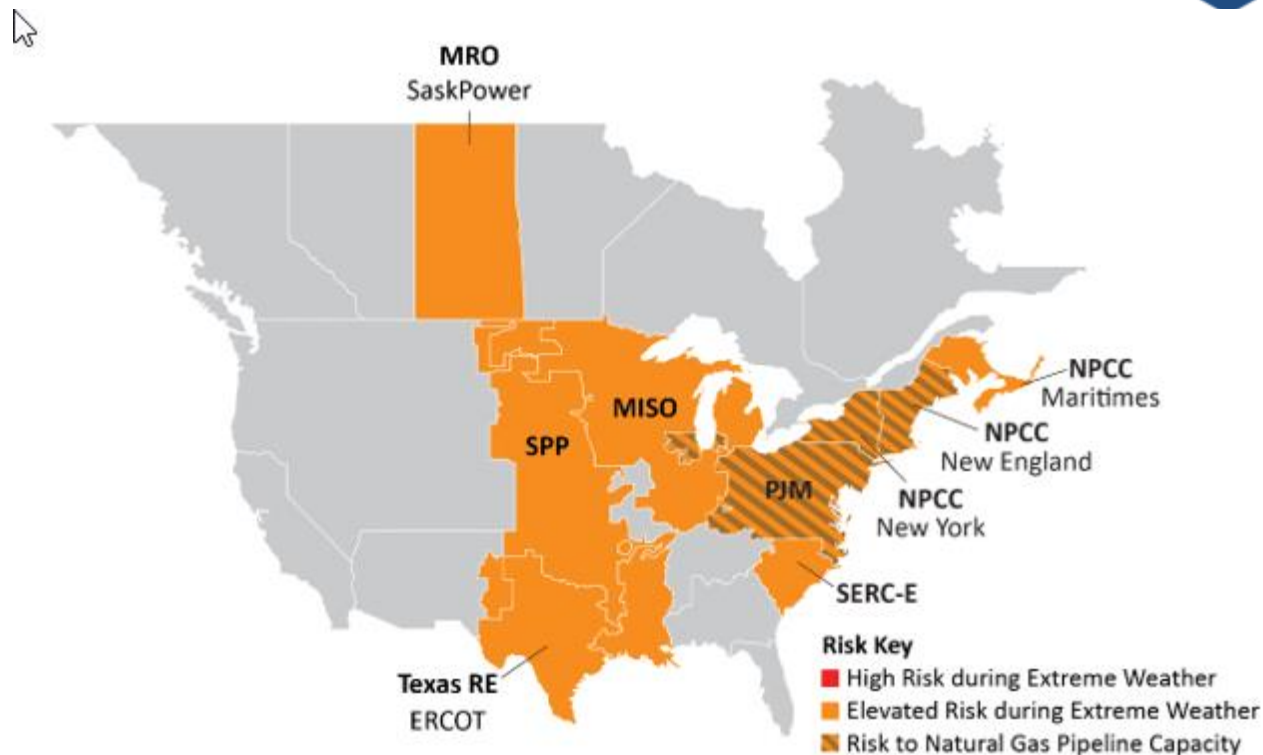 MRO
SaskPower
MISO
SPP
PJM
NPCC
Maritimes
NPCC
New England
NPCC
New York
SERC-E
Texas RE
ERCOT
Risk Key
High Risk during Extreme Weather
Elevated Risk during Extreme Weather
Risk to Natural Gas Pipeline Capacity